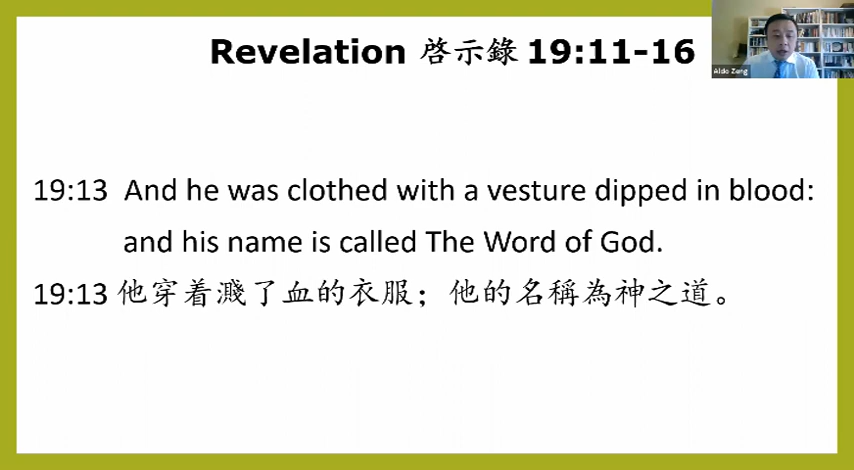 Revelation 啓示錄 19:11-16
Aldo Zeng
19:13 And he was clothed with a vesture dipped in blood:
and his name is called The Word of God.
19:13 他穿着濺了血的衣服；他的名稱為神之道。